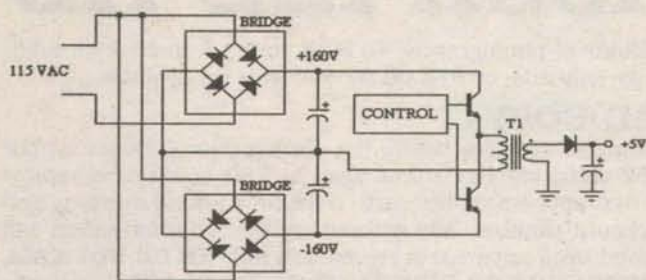 BRIDGE
+160V
115 VAC
CONTROL
T1
+5V
BRIDGE
-160V